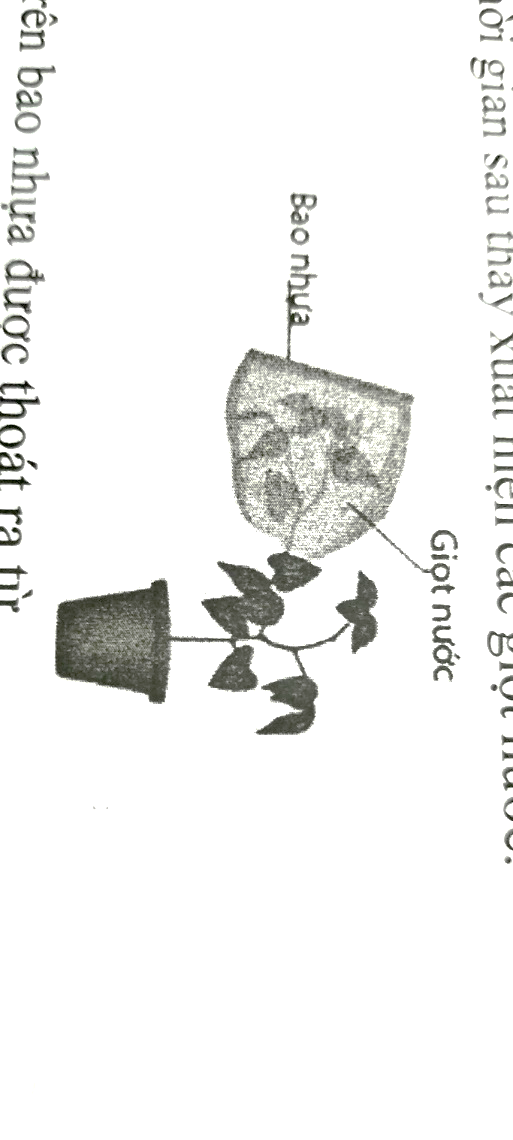 gian sau thấy xuất hiện các giọt nước.
Giọt nước
Bao nhựa
trên bao nhựa được thoát ra từ